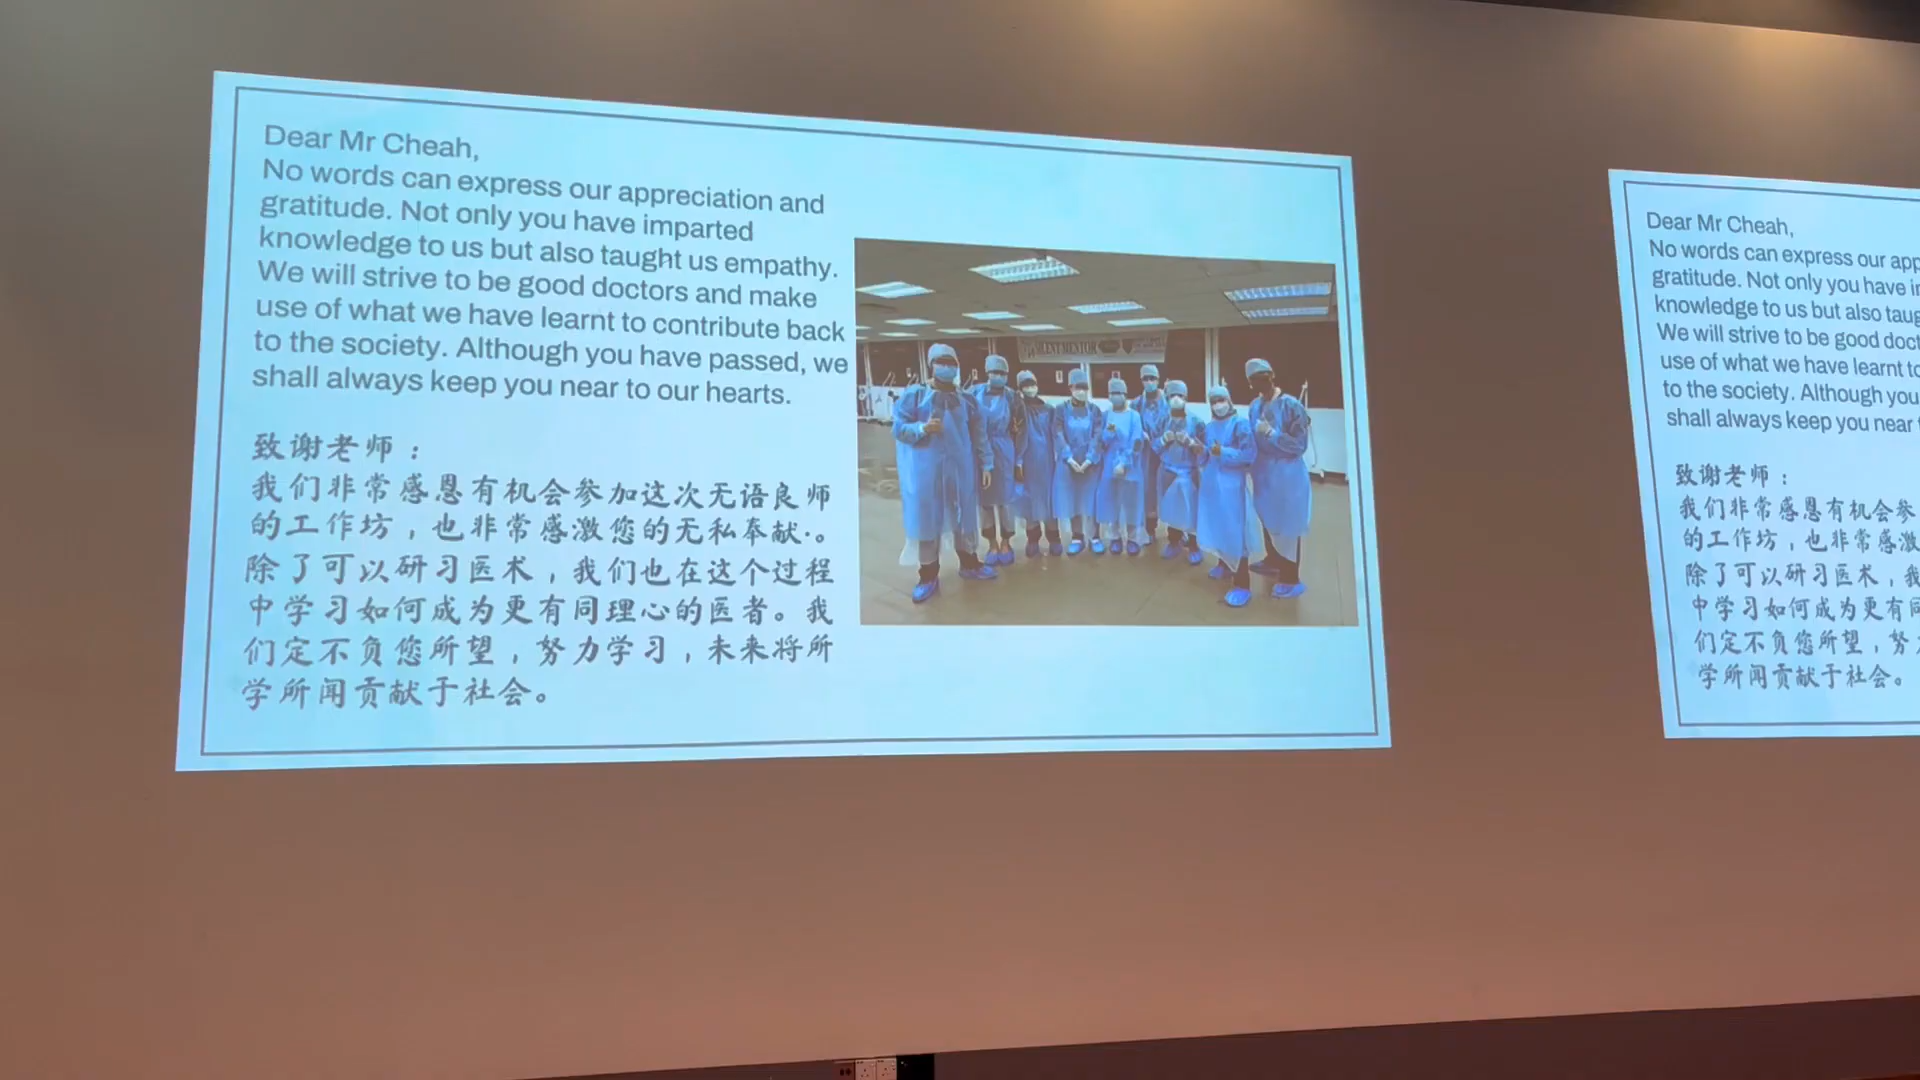 Dear Mr Cheah,
No words can express our appreciation and
gratitude. Not only you have imparted
knowledge to us but also taught us empathy.
We will strive to be good doctors and make
use of what we have learnt to contribute back
to the society. Although you have passed, we
shall always keep you near to our hearts.
致谢老师：
我们非常感恩有机会参加这次无语良师
的工作坊，也非常感激您的无私奉献·。
除了可以研习医术，我们也在这个过程
中学习如何成为更有同理心的医者。我
们定不负您所望，努力学习，未来将所
学所闻贡献于社会。
SILENT MENTOR
Dear Mr Cheah,
No words can express our app
gratitude. Not only you have i
knowledge to us but also taug
We will strive to be good doct
use of what we have learnt to
to the society. Although you
shall always keep you near
致谢老师：
我们非常感恩有机会参
的工作坊，也非常感激
除了可以研习医术，我
中学习如何成为更有同
们定不负您所望，努
学所闻贡献于社会。